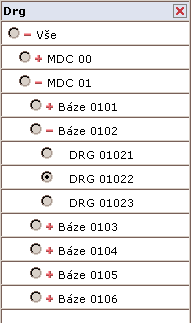 Drg
Vše
MDC 00
MDC 01
Báze 0101
Báze 0102
DRG 01021
DRG 01022
DRG 01023
Báze 0103
Báze 0104
Báze 0105
Báze 0106